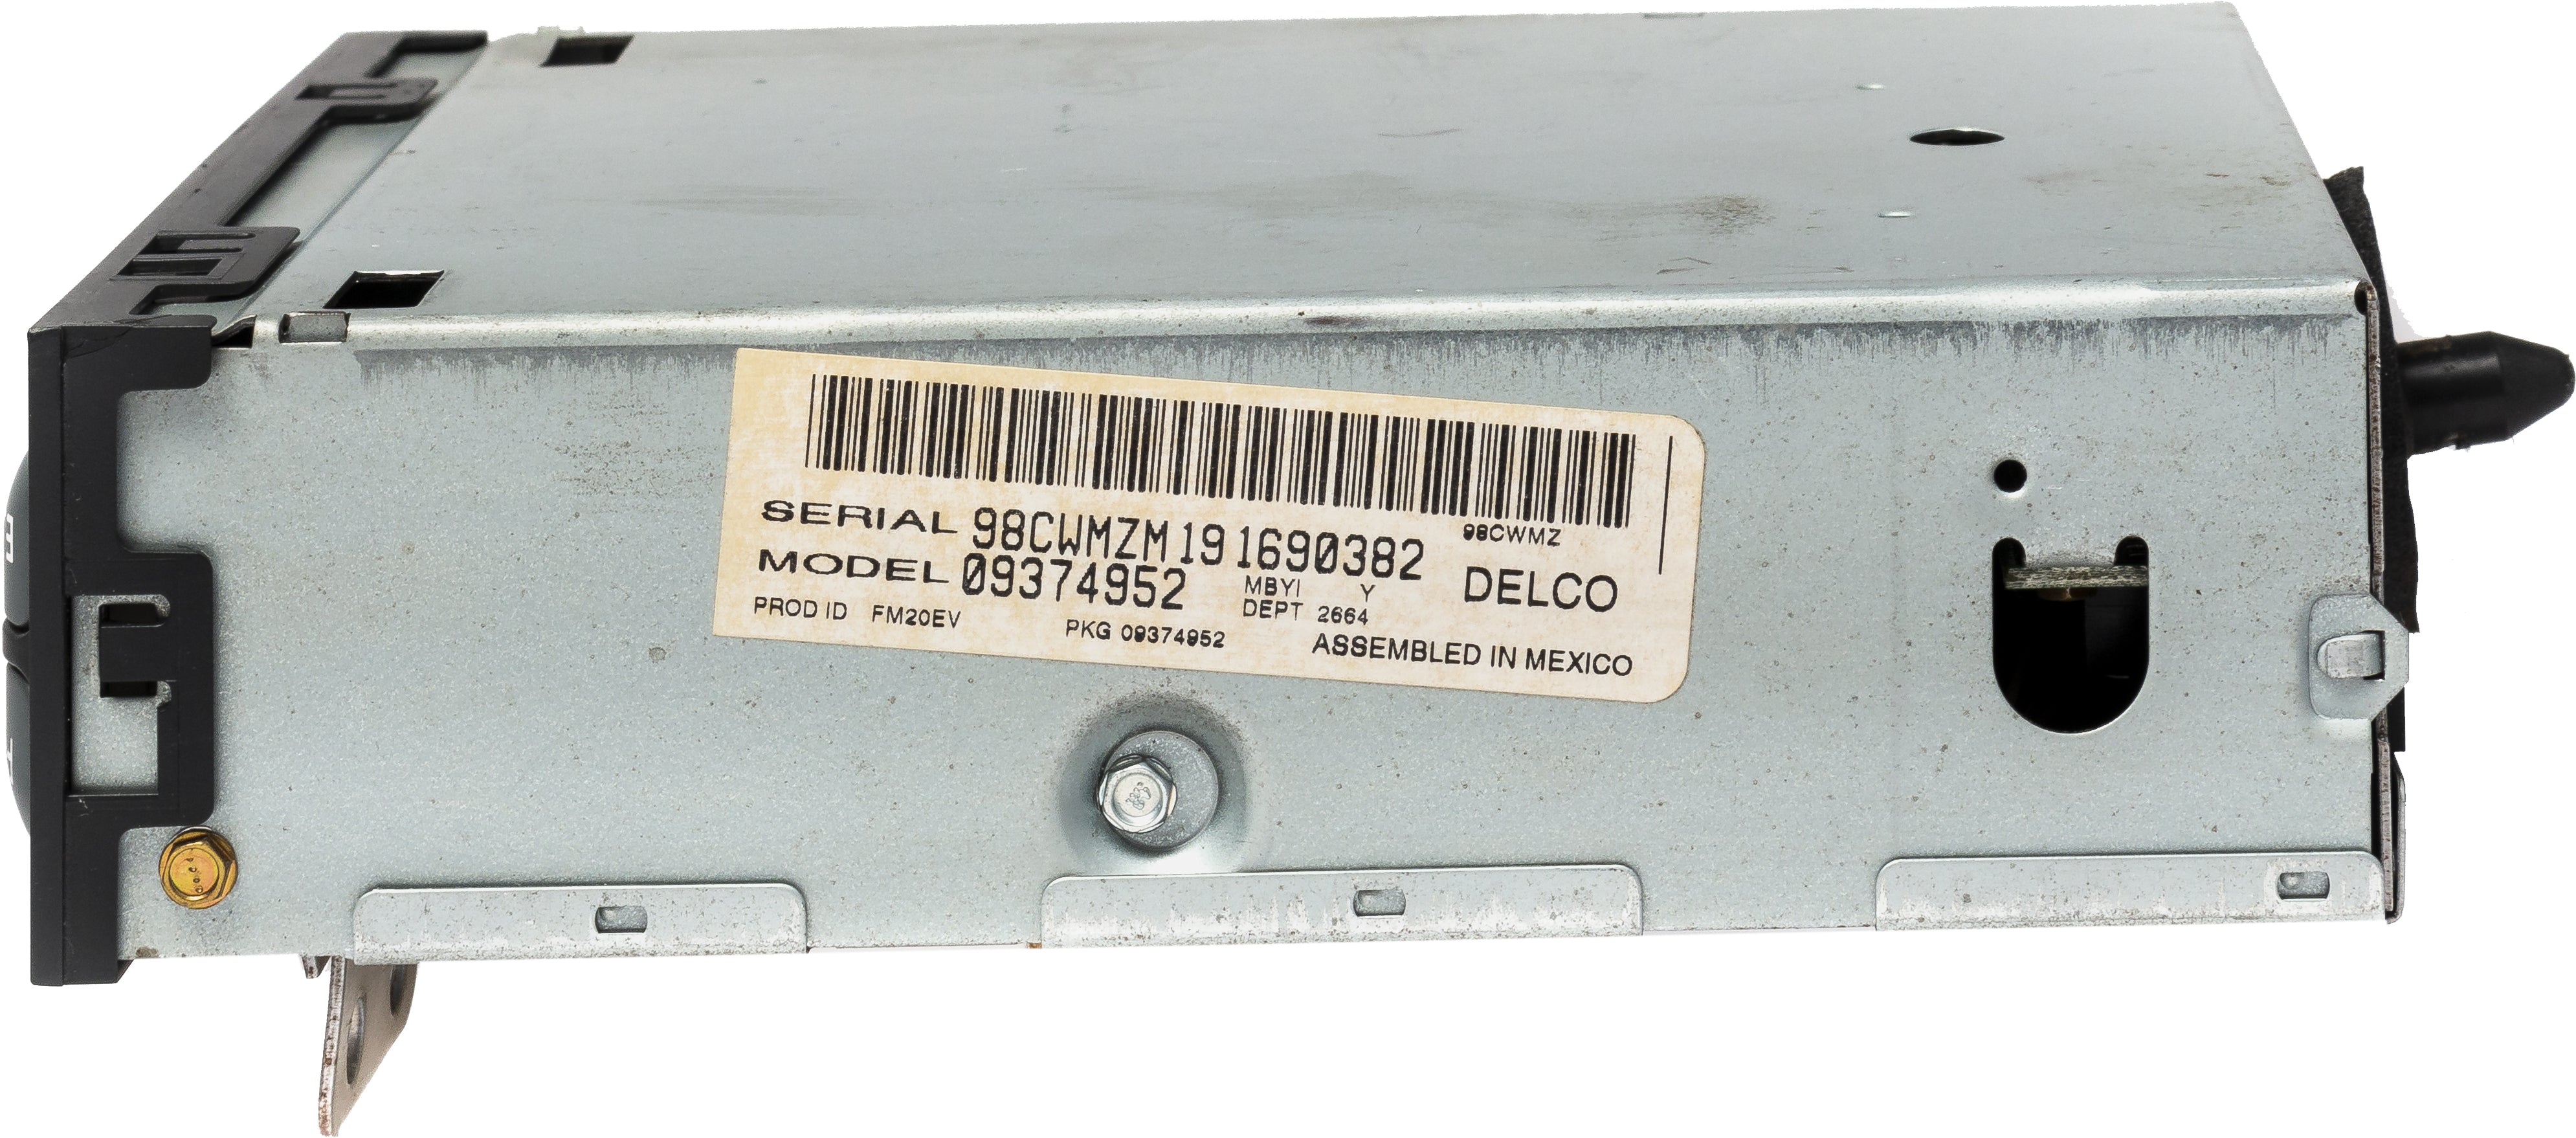 98CWMZ
SERIAL 98CWMZM191690382
MODEL 09374952 MBYI Y DELCO
DEPT 2664
PROD ID FM20EV PKG 09374952 ASSEMBLED IN MEXICO